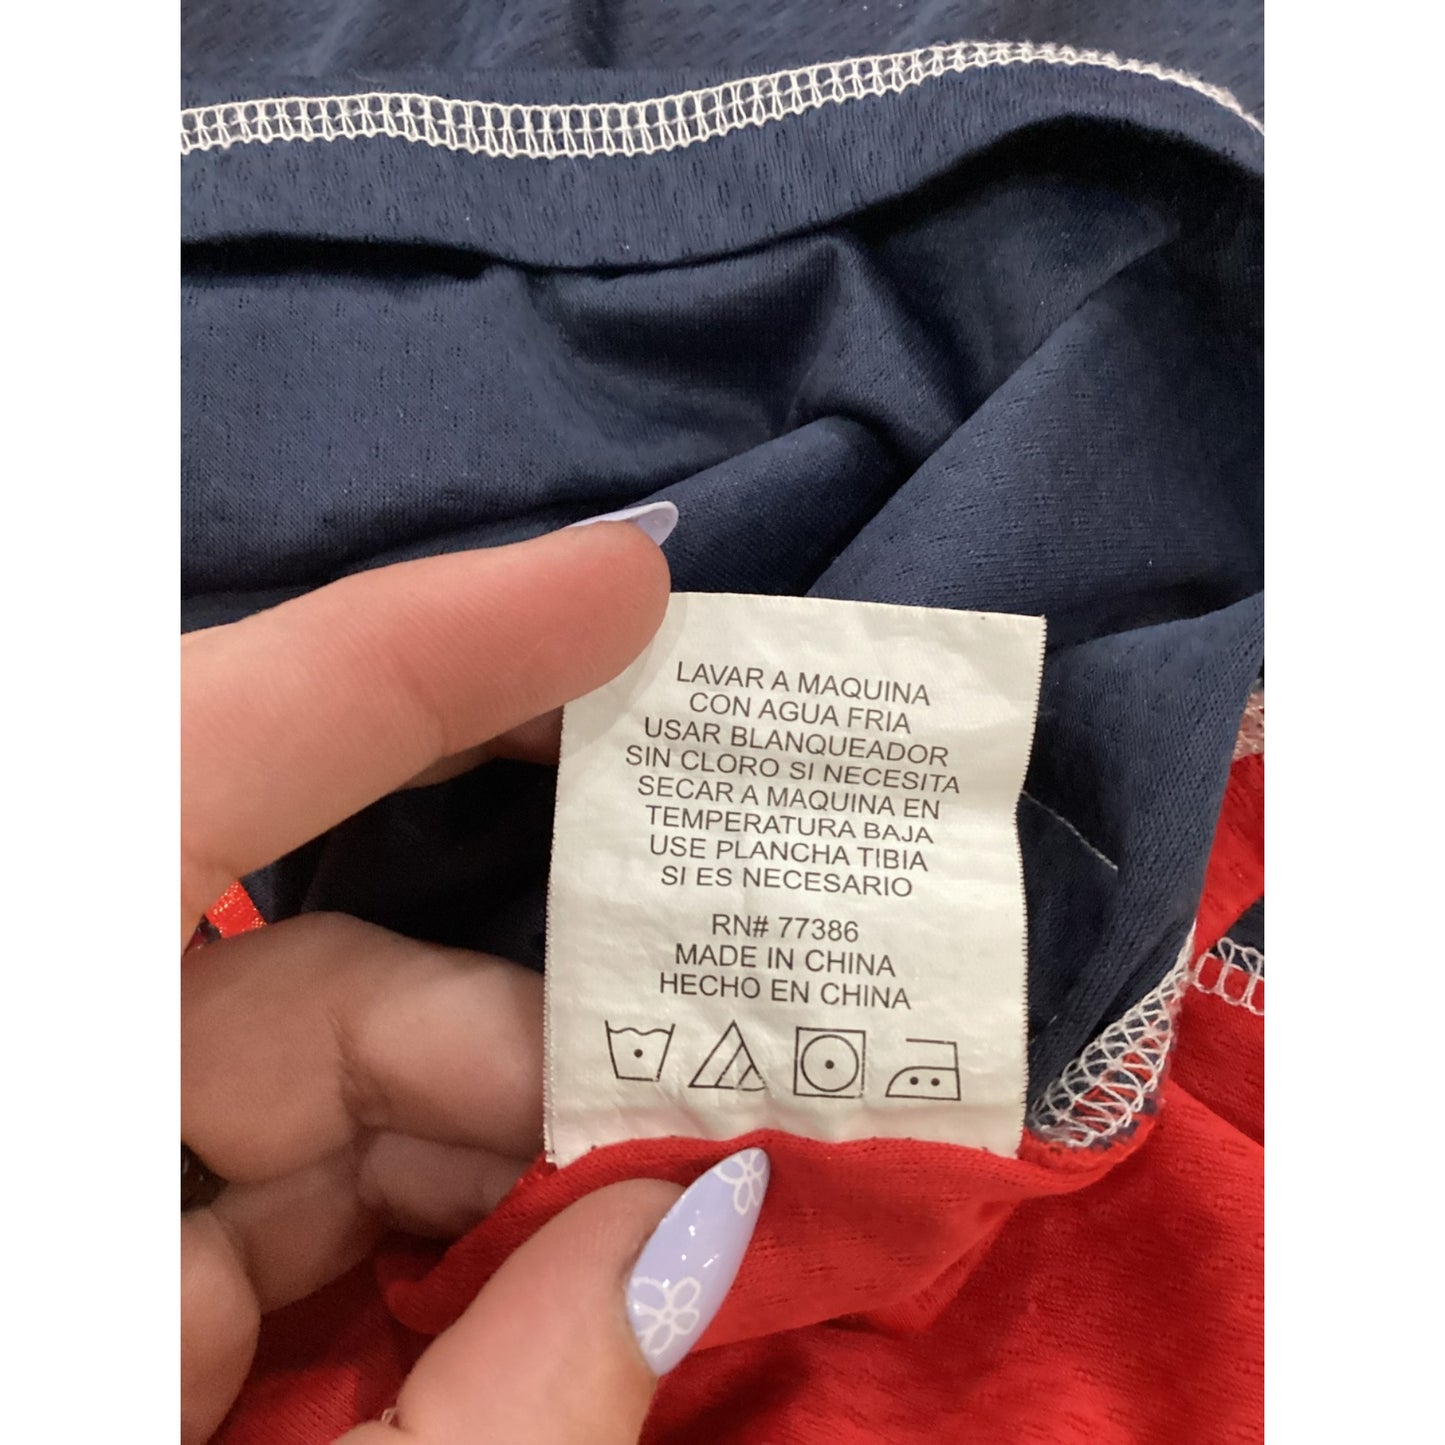 LAVAR A MAQUINA
CON AGUA FRIA
USAR BLANQUEADOR
SIN CLORO SI NECESITA
SECAR A MAQUINA EN
TEMPERATURA BAJA
USE PLANCHA TIBIA
SI ES NECESARIO
RN# 77386
MADE IN CHINA
HECHO EN CHINA